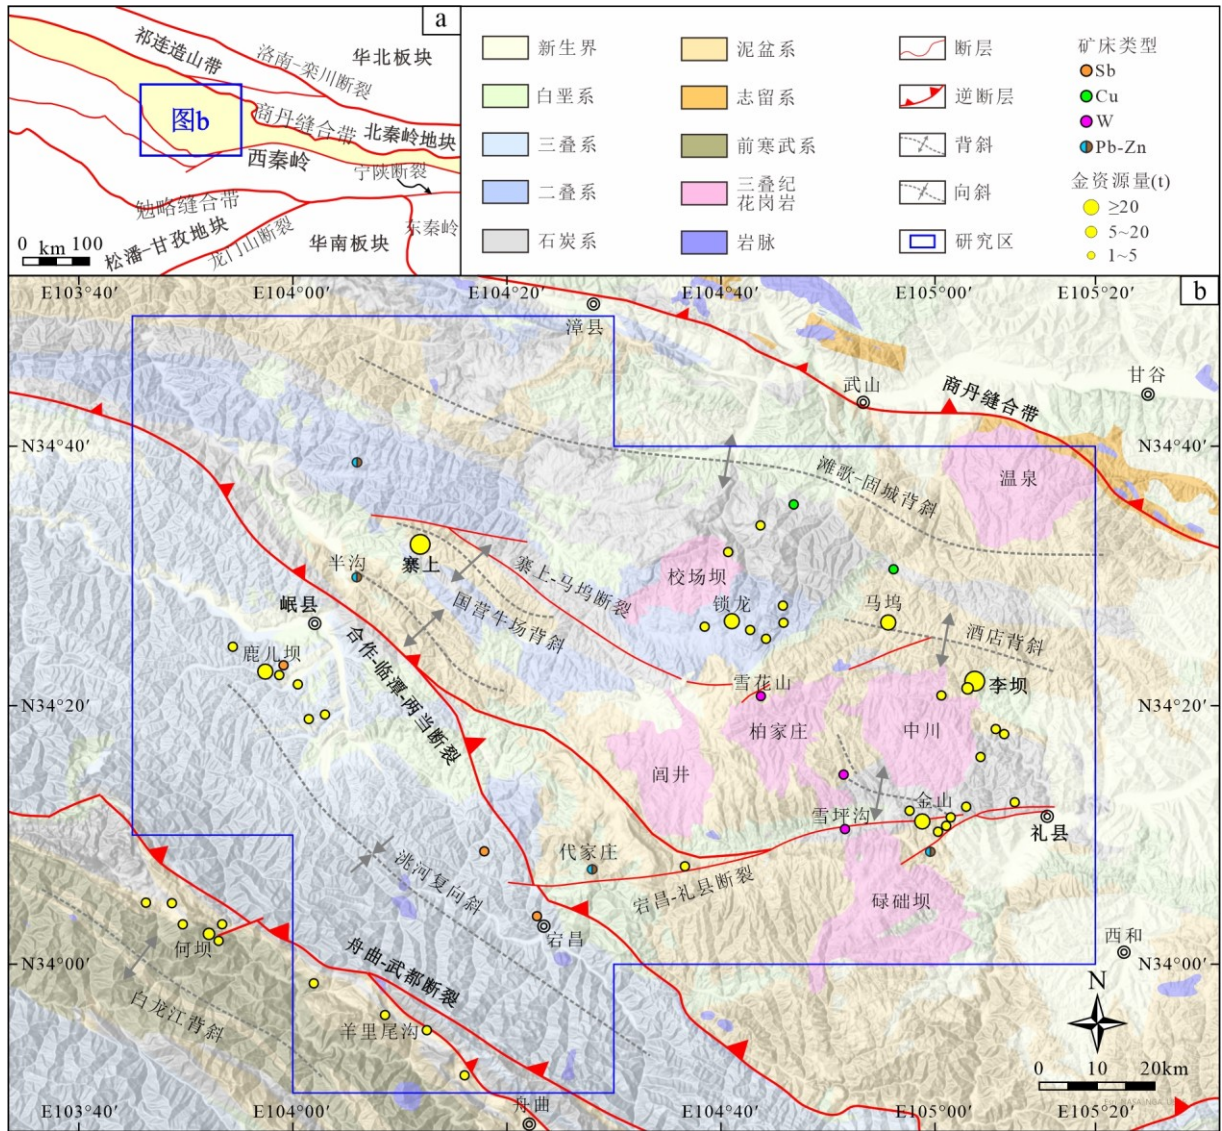 a
祁连造山带
洛南-栾川断裂
华北板块
商丹缝合带
北秦岭地块
图b
西秦岭
宁陕断裂
勉略缝合带
松潘-甘孜地块
龙门山断裂
华南板块
东秦岭
0 km 100
新生界
白垩系
三叠系
二叠系
石炭系
泥盆系
志留系
前寒武系
三叠纪
花岗岩
岩脉
断层
逆断层
背斜
向斜
研究区
矿床类型
Sb
Cu
W
Pb-Zn
金资源量(t)
≥20
5~20
1~5
b
E103°40′
E104°00′
E104°20′
E104°40′
E105°00′
E105°20′
漳县
武山
商丹缝合带
甘谷
N34°40′
N34°40′
滩歌-固城背斜
温泉
寨上
半沟
寨上-马坞断裂
校场坝
国营牛场背斜
锁龙
马坞
酒店背斜
岷县
鹿儿坝
合作-临潭-两当断裂
雪花山
李坝
N34°20′
N34°20′
柏家庄
中川
闾井
金山
雪坪沟
礼县
代家庄
洮河复向斜
宕昌-礼县断裂
碌础坝
宕昌
西和
何坝
N34°00′
N34°00′
舟曲-武都断裂
白龙江背斜
羊里尾沟
N
0 10 20km
舟曲
E103°40′
E104°00′
E104°40′
E105°00′
E105°20′